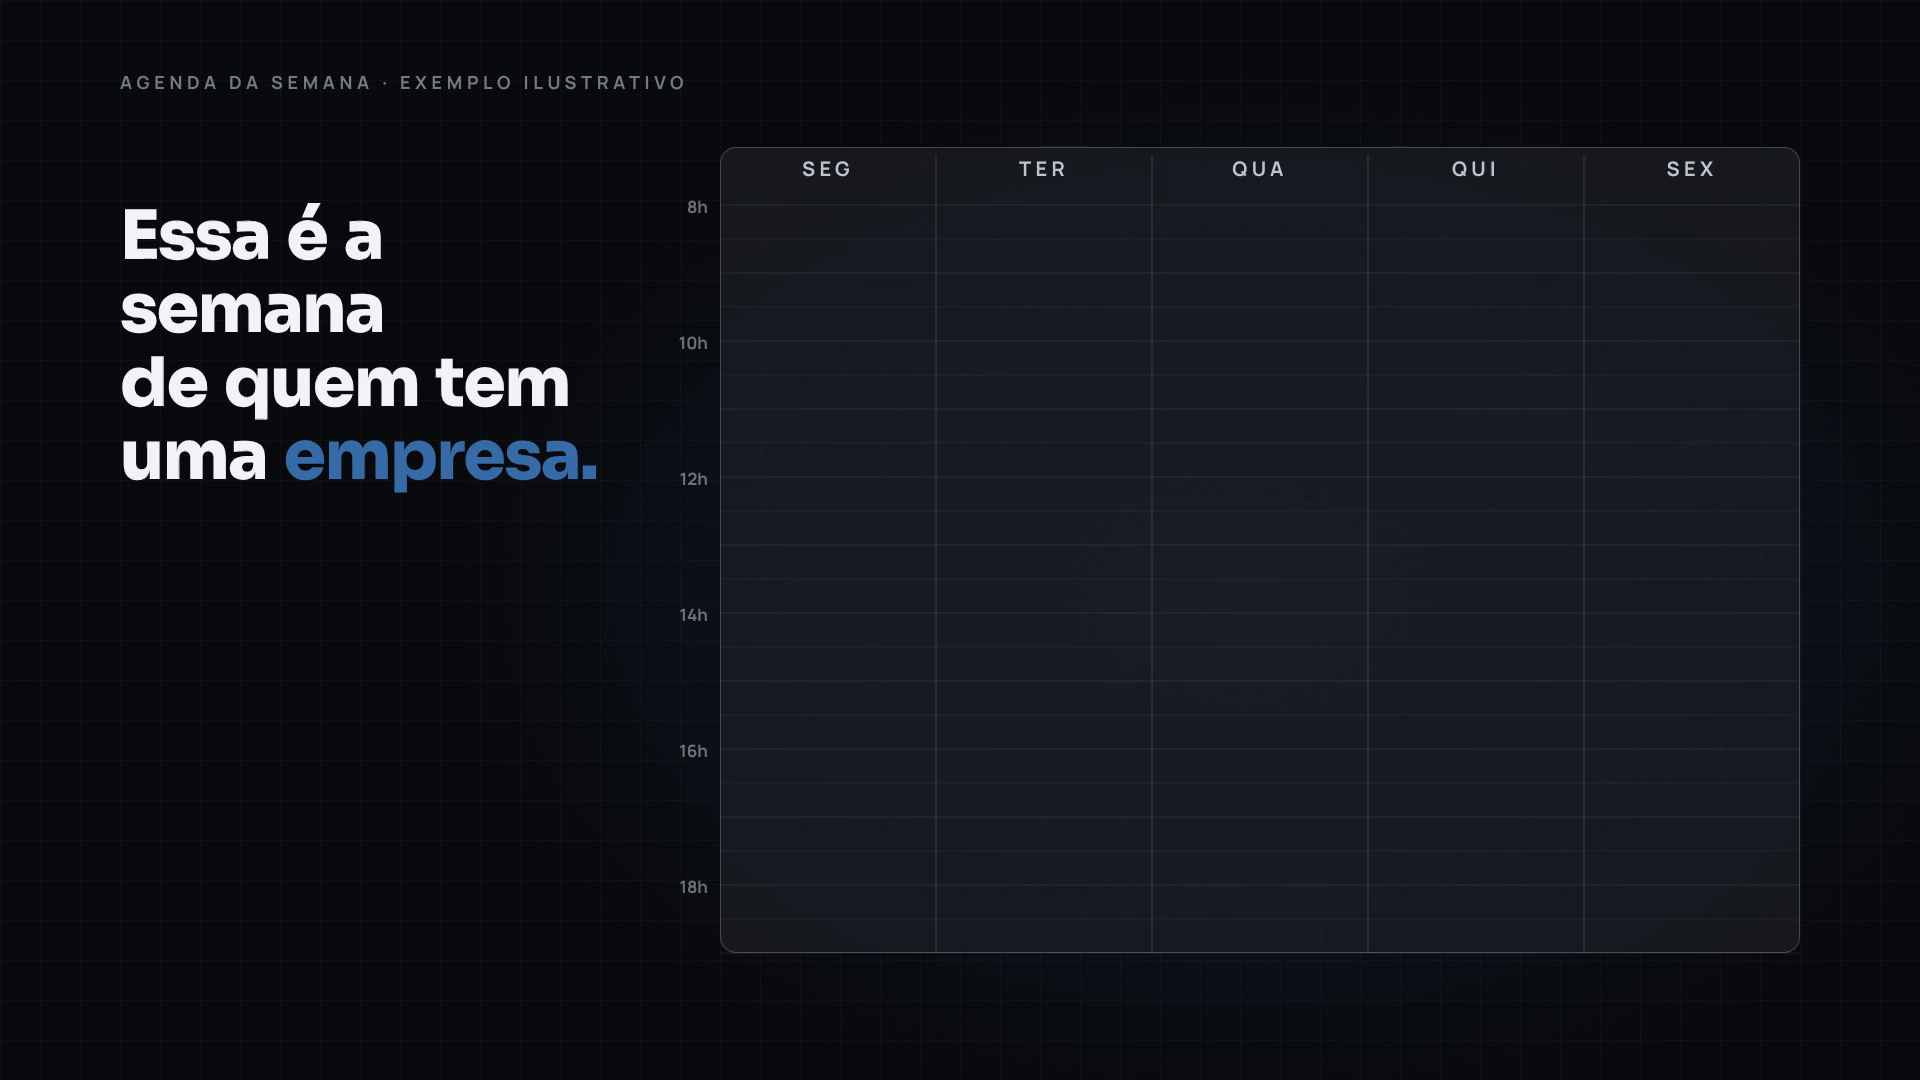 AGENDA DA SEMANA · EXEMPLO ILUSTRATIVO
Essa é a
semana
de quem tem
uma empresa.
SEG TER QUA QUI SEX
8h
10h
12h
14h
16h
18h